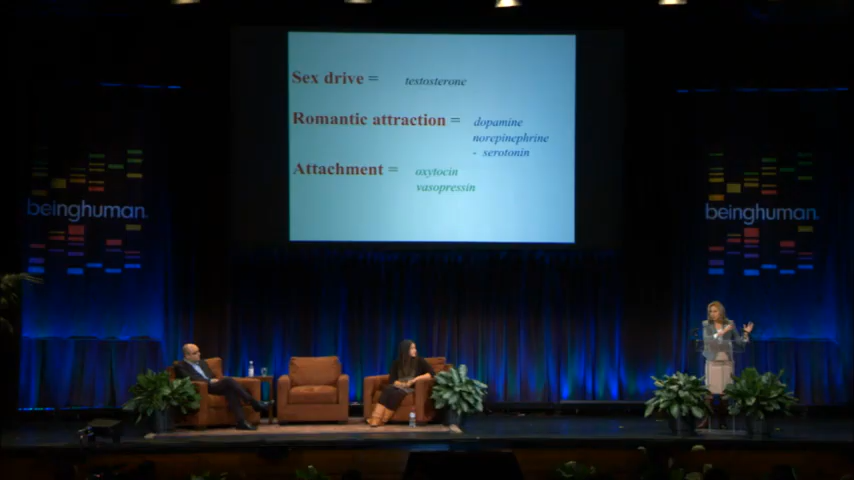 Sex drive = testosterone
Romantic attraction = dopamine
norepinephrine
- serotonin
Attachment = oxytocin
vasopressin
beinghuman.
beinghuman.